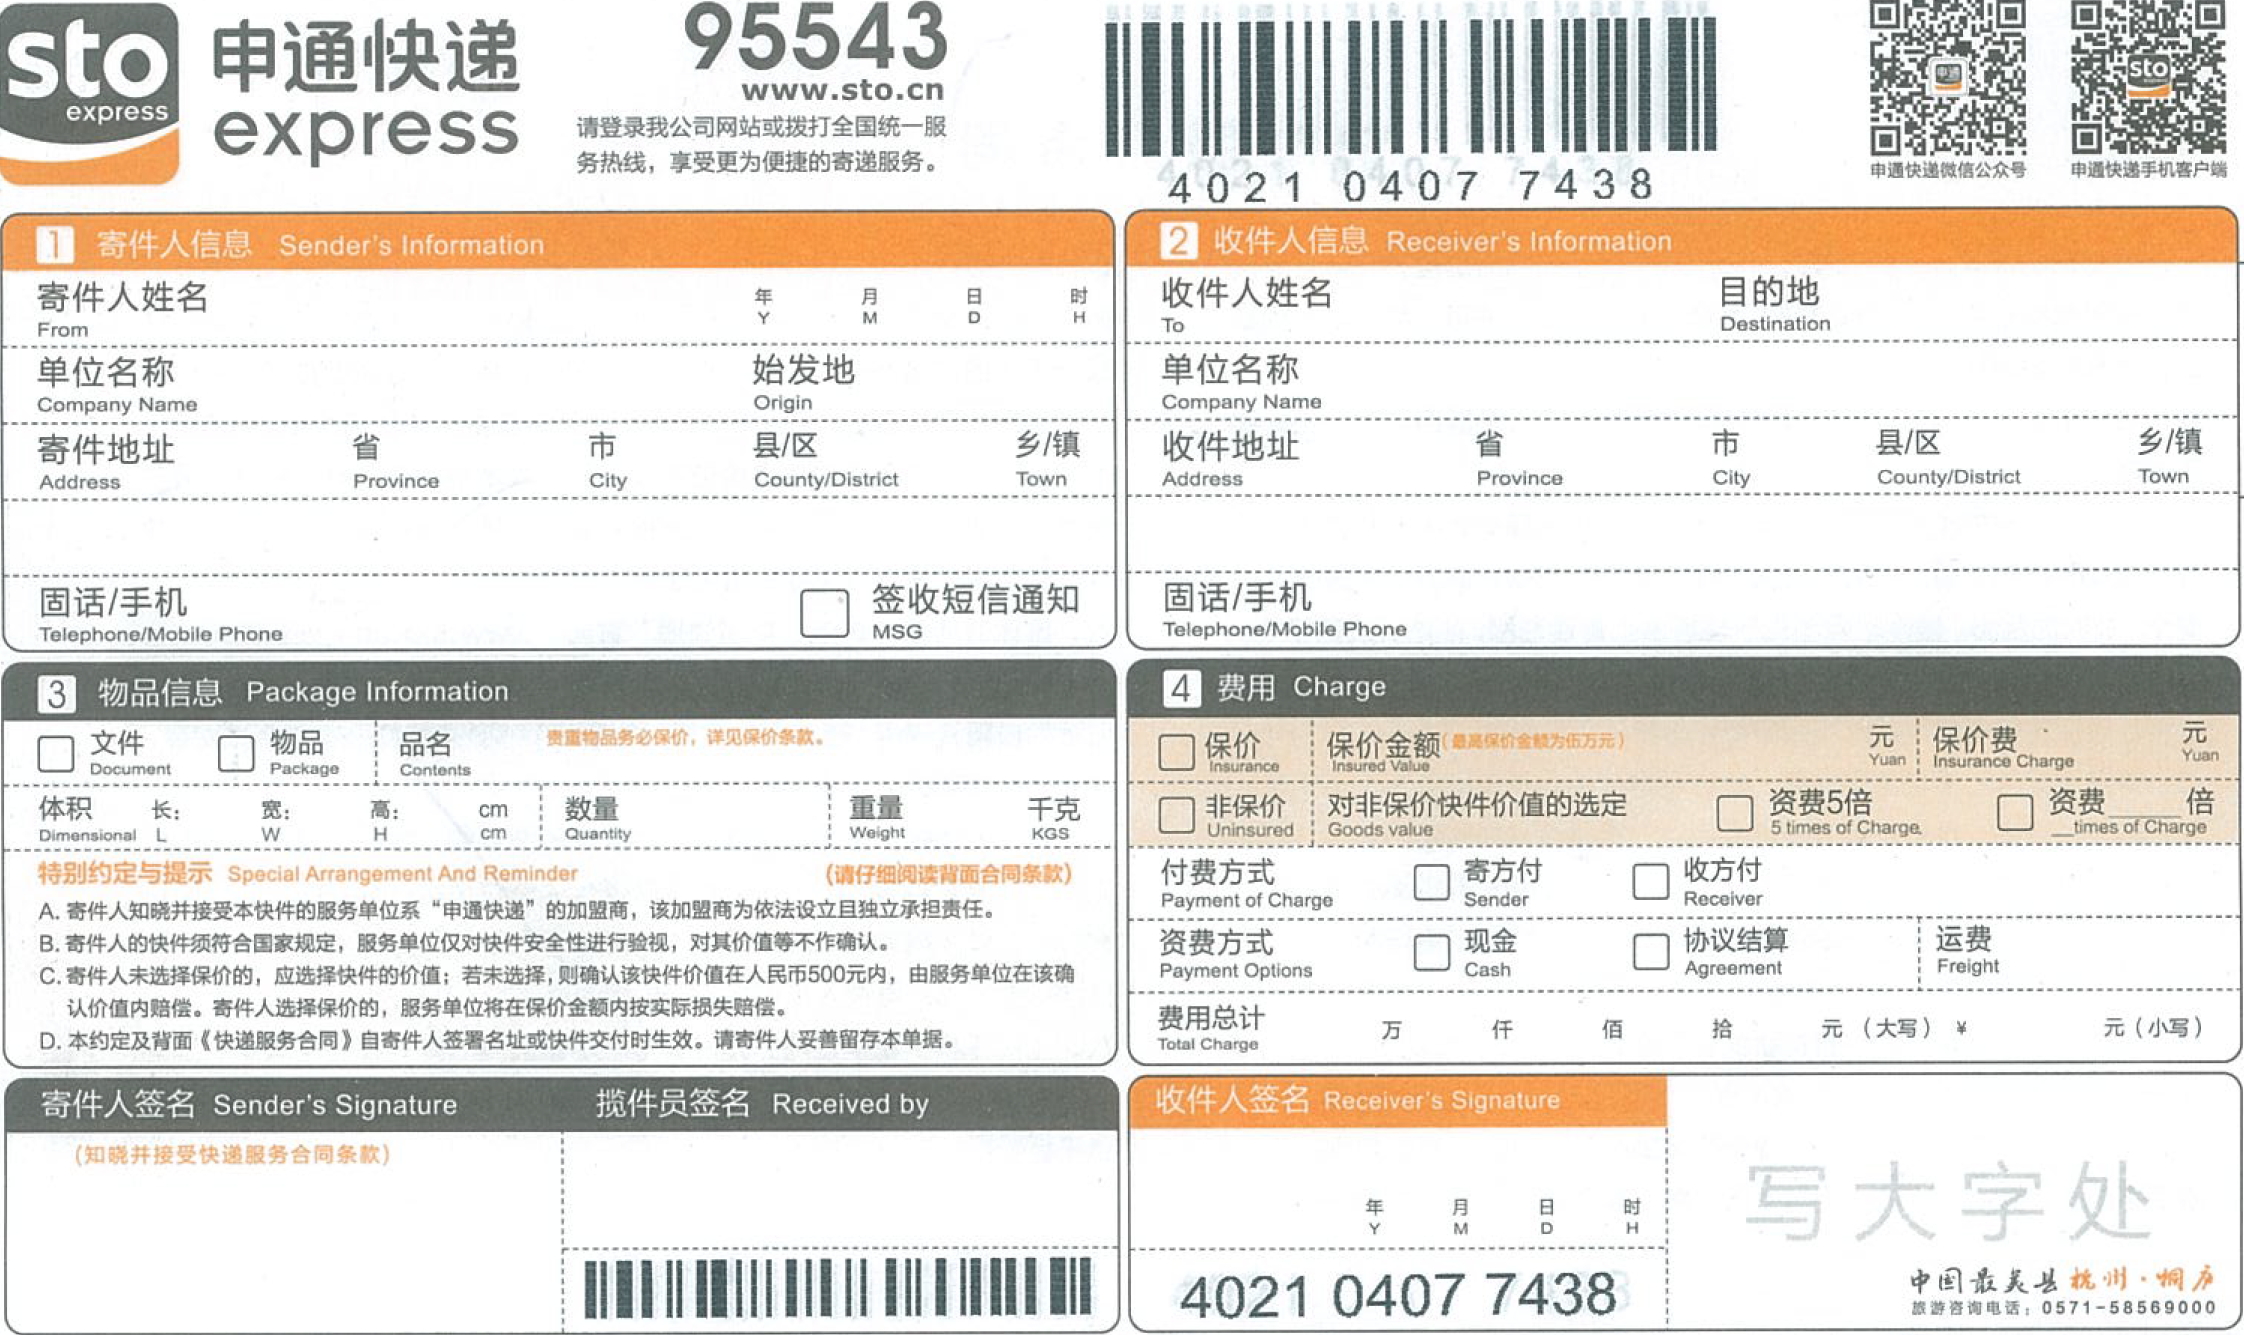 sto
express
申通快递
express
95543
www.sto.cn
请登录我公司网站或拨打全国统一服
务热线，享受更为便捷的寄递服务。
4021 0407 7438
申通快递微信公众号
sto
申通快递手机客户端
1 寄件人信息 Sender's Information
寄件人姓名 年 月 日 时
From Y M D H
单位名称 始发地
Company Name Origin
寄件地址 省 市 县/区 乡/镇
Address Province City County/District Town
固话/手机 签收短信通知
Telephone/Mobile Phone MSG
2 收件人信息 Receiver's Information
收件人姓名 目的地
To Destination
单位名称
Company Name
收件地址 省 市 县/区 乡/镇
Address Province City County/District Town
固话/手机
Telephone/Mobile Phone
3 物品信息 Package Information
文件 物品 品名 贵重物品务必保价，详见保价条款。
Document Package Contents
体积 长： 宽： 高： cm 数量 重量 千克
Dimensional L W H cm Quantity Weight KGS
特别约定与提示 Special Arrangement And Reminder (请仔细阅读背面合同条款)
A. 寄件人知晓并接受本快件的服务单位系“申通快递”的加盟商，该加盟商为依法设立且独立承担责任。
B. 寄件人的快件须符合国家规定，服务单位仅对快件安全性进行验视，对其价值等不作确认。
C. 寄件人未选择保价的，应选择快件的价值；若未选择，则确认该快件价值在人民币500元内，由服务单位在该确
认价值内赔偿。寄件人选择保价的，服务单位将在保价金额内按实际损失赔偿。
D. 本约定及背面《快递服务合同》自寄件人签署名址或快件交付时生效。请寄件人妥善留存本单据。
4 费用 Charge
保价 保价金额(最高保价金额为伍万元) 元 保价费 元
Insurance Insured Value Yuan Insurance Charge Yuan
非保价 对非保价快件价值的选定 资费5倍 资费____倍
Uninsured Goods value 5 times of Charge. __times of Charge
付费方式 寄方付 收方付
Payment of Charge Sender Receiver
资费方式 现金 协议结算 运费
Payment Options Cash Agreement Freight
费用总计 万 仟 佰 拾 元（大写）¥ 元（小写）
Total Charge
寄件人签名 Sender's Signature 揽件员签名 Received by
(知晓并接受快递服务合同条款)
收件人签名 Receiver's Signature
年 月 日 时
Y M D H
4021 0407 7438
写大字处
中国最美县 杭州·桐庐
旅游咨询电话：0571-58569000